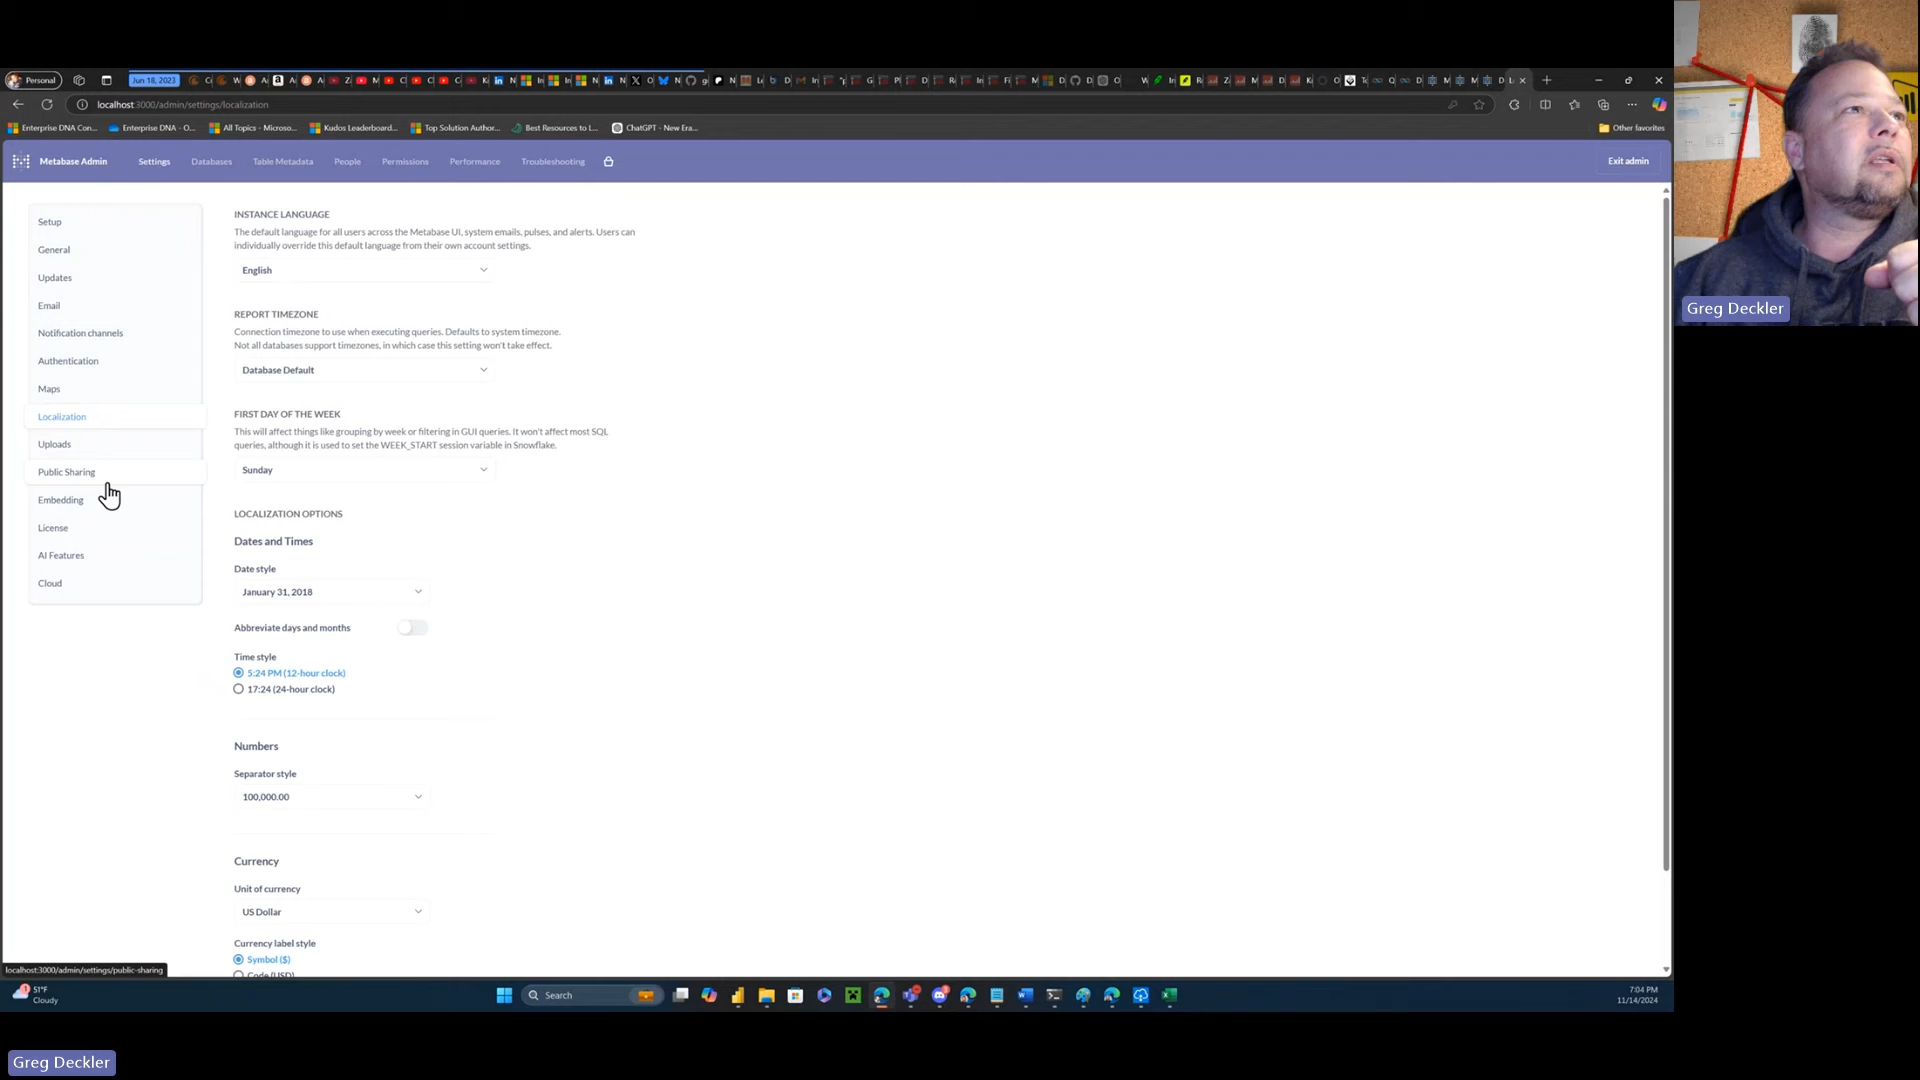 Personal
Jun 18, 2023
localhost:3000/admin/settings/localization
Enterprise DNA Con...
Enterprise DNA - O...
All Topics - Microso...
Kudos Leaderboard...
Top Solution Author...
Best Resources to L...
ChatGPT - New Era...
Other favorites
Metabase Admin
Settings
Databases
Table Metadata
People
Permissions
Performance
Troubleshooting
Exit admin
Setup
General
Updates
Email
Notification channels
Authentication
Maps
Localization
Uploads
Public Sharing
Embedding
License
AI Features
Cloud
INSTANCE LANGUAGE
The default language for all users across the Metabase UI, system emails, pulses, and alerts. Users can
individually override this default language from their own account settings.
English
REPORT TIMEZONE
Connection timezone to use when executing queries. Defaults to system timezone.
Not all databases support timezones, in which case this setting won't take effect.
Database Default
FIRST DAY OF THE WEEK
This will affect things like grouping by week or filtering in GUI queries. It won't affect most SQL
queries, although it is used to set the WEEK_START session variable in Snowflake.
Sunday
LOCALIZATION OPTIONS
Dates and Times
Date style
January 31, 2018
Abbreviate days and months
Time style
5:24 PM (12-hour clock)
17:24 (24-hour clock)
Numbers
Separator style
100,000.00
Currency
Unit of currency
US Dollar
Currency label style
Symbol ($)
Code (USD)
localhost:3000/admin/settings/public-sharing
51°F
Cloudy
Search
7:04 PM
11/14/2024
Greg Deckler
Greg Deckler